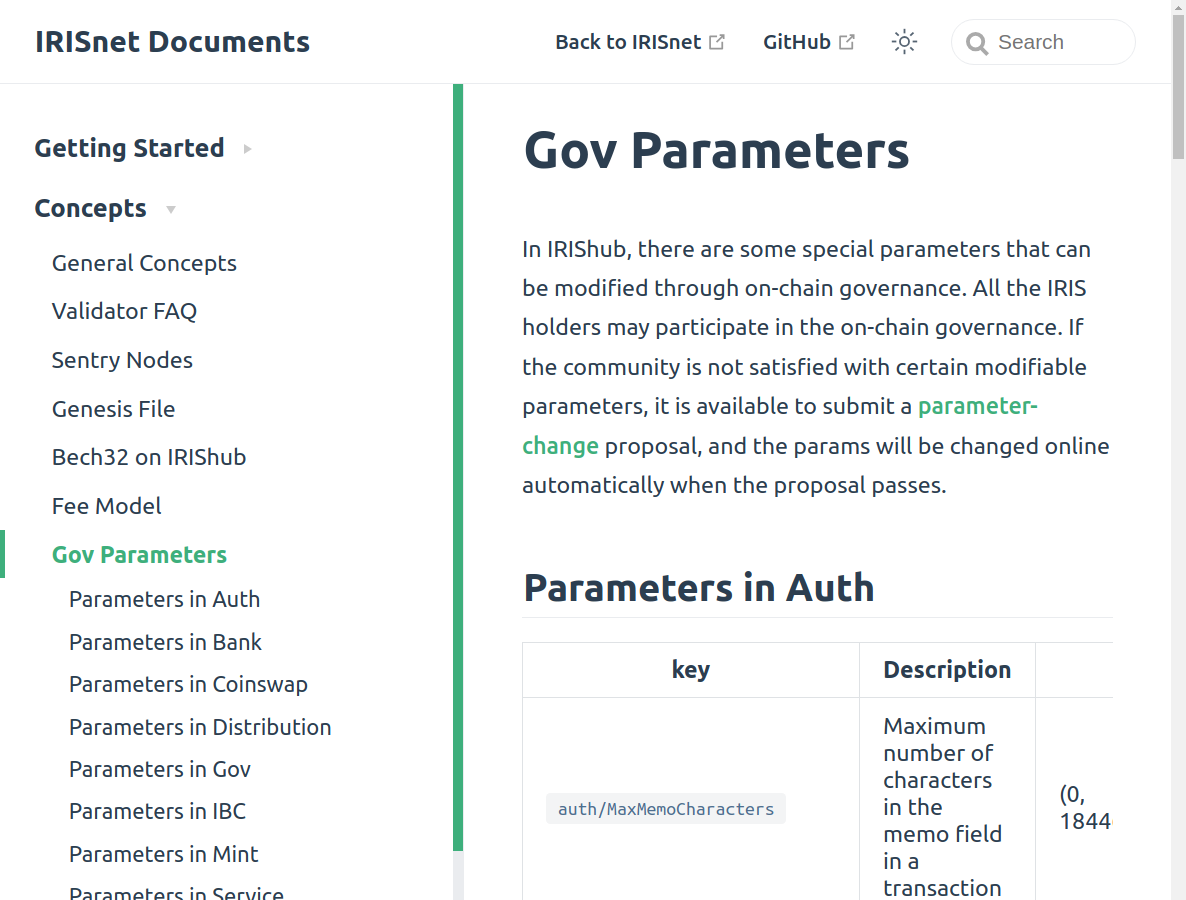 IRISnet Documents
Back to IRISnet
GitHub
Search
Getting Started
Concepts
General Concepts
Validator FAQ
Sentry Nodes
Genesis File
Bech32 on IRIShub
Fee Model
Gov Parameters
Parameters in Auth
Parameters in Bank
Parameters in Coinswap
Parameters in Distribution
Parameters in Gov
Parameters in IBC
Parameters in Mint
Parameters in Service
Gov Parameters
In IRIShub, there are some special parameters that can
be modified through on-chain governance. All the IRIS
holders may participate in the on-chain governance. If
the community is not satisfied with certain modifiable
parameters, it is available to submit a parameter-
change proposal, and the params will be changed online
automatically when the proposal passes.
Parameters in Auth
key
Description
auth/MaxMemoCharacters
Maximum
number of
characters
in the
memo field
in a
transaction
(0,